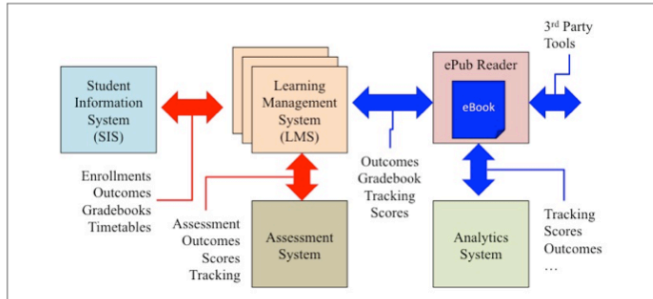 3rd Party
Tools
Student
Information
System
(SIS)
Learning
Management
System
(LMS)
ePub Reader
eBook
Enrollments
Outcomes
Gradebooks
Timetables
Assessment
Outcomes
Scores
Tracking
Outcomes
Gradebook
Tracking
Scores
Assessment
System
Analytics
System
Tracking
Scores
Outcomes
…